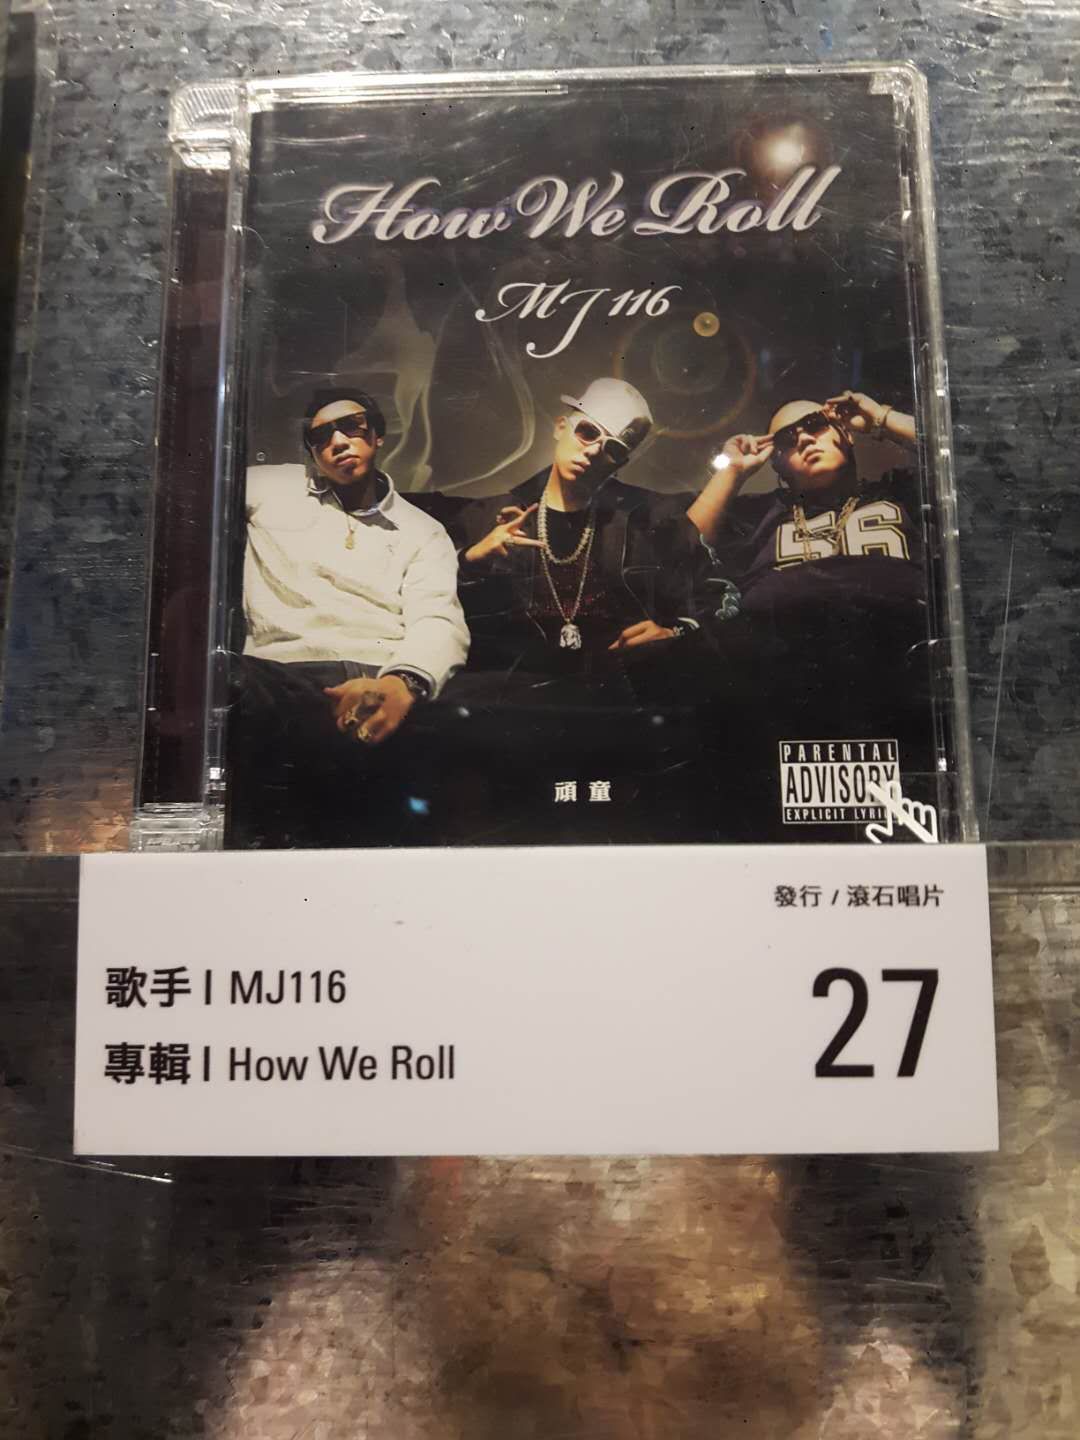 How We Roll
MJ116
56
頑童
PARENTAL
ADVISORY
EXPLICIT
發行 / 滾石唱片
歌手 | MJ116
27
專輯 | How We Roll